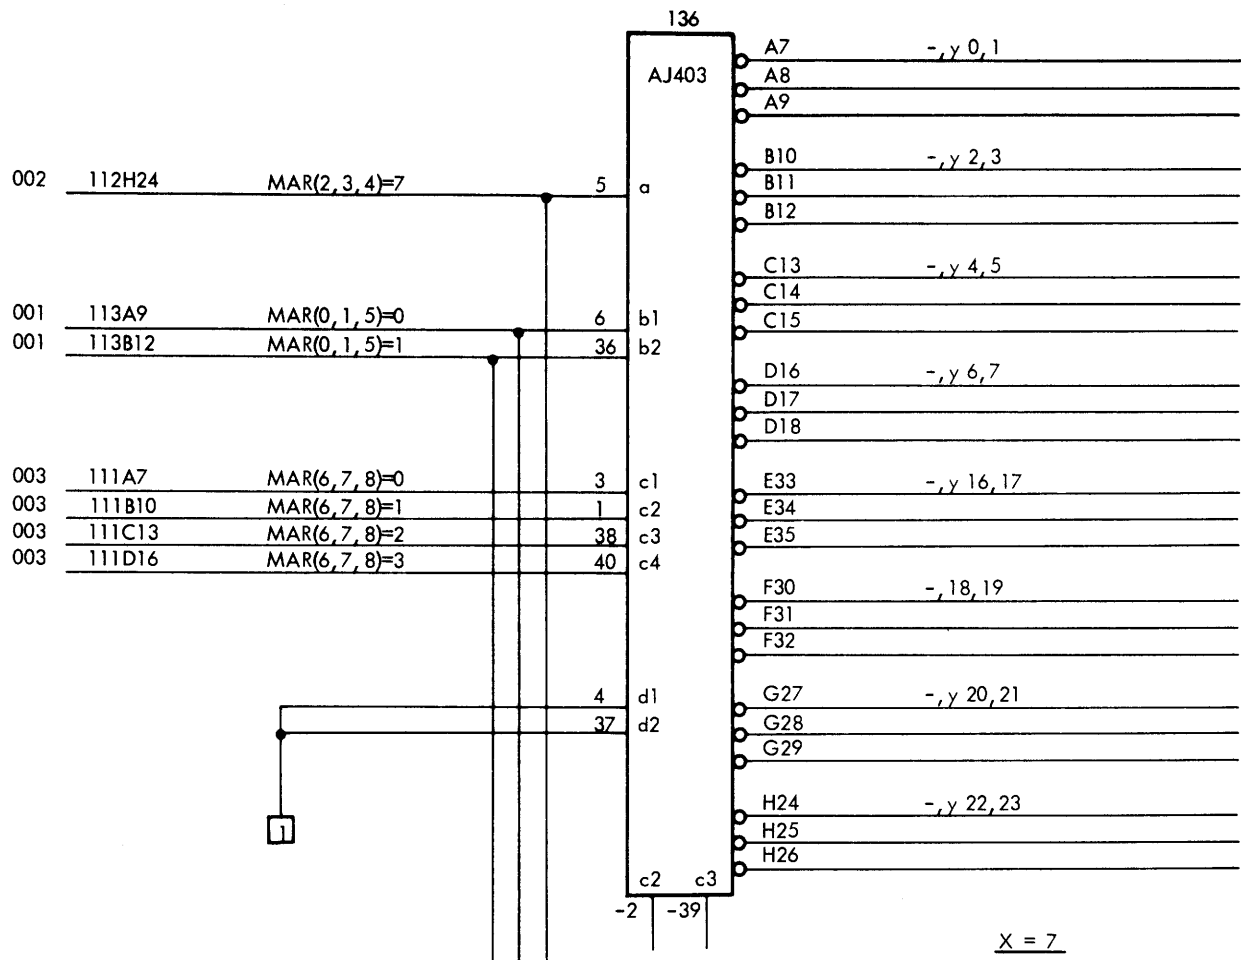 136
AJ403
002 112H24 MAR(2,3,4)=7 5 a
001 113A9 MAR(0,1,5)=0 6 b1
001 113B12 MAR(0,1,5)=1 36 b2
003 111A7 MAR(6,7,8)=0 3 c1
003 111B10 MAR(6,7,8)=1 1 c2
003 111C13 MAR(6,7,8)=2 38 c3
003 111D16 MAR(6,7,8)=3 40 c4
4 d1
37 d2
1
c2 c3
-2 -39
A7 -,y 0,1
A8
A9
B10 -,y 2,3
B11
B12
C13 -,y 4,5
C14
C15
D16 -,y 6,7
D17
D18
E33 -,y 16,17
E34
E35
F30 -,18,19
F31
F32
G27 -,y 20,21
G28
G29
H24 -,y 22,23
H25
H26
X = 7